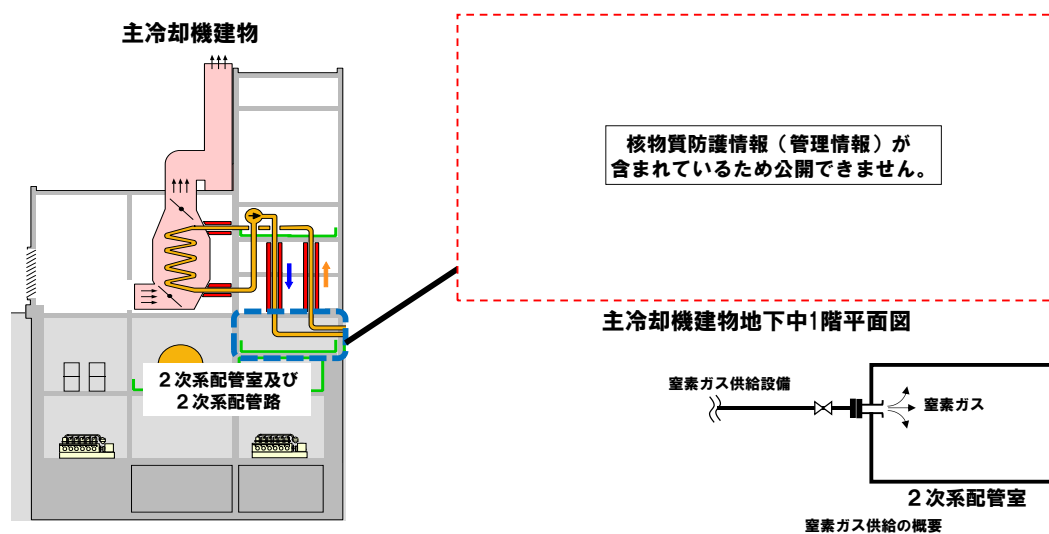 主冷却機建物
核物質防護情報（管理情報）が
含まれているため公開できません。
主冷却機建物地下中1階平面図
２次系配管室及び
２次系配管路
窒素ガス供給設備
窒素ガス
２次系配管室
窒素ガス供給の概要